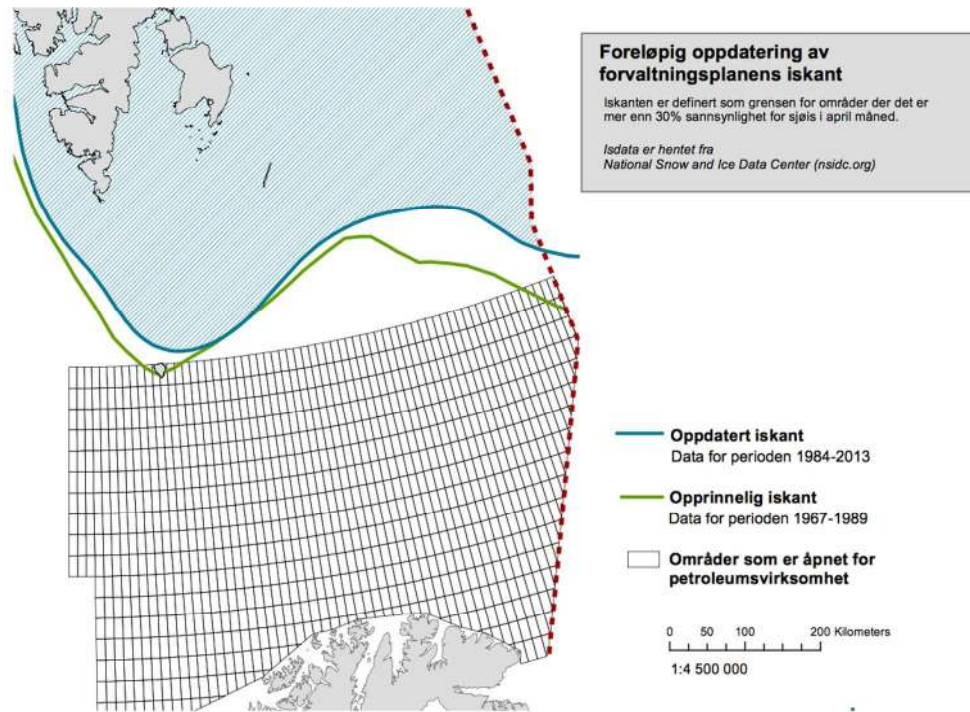 Foreløpig oppdatering av
forvaltningsplanens iskant
Iskanten er definert som grensen for områder der det er
mer enn 30% sannsynlighet for sjøis i april måned.
Isdata er hentet fra
National Snow and Ice Data Center (nsidc.org)
Oppdatert iskant
Data for perioden 1984-2013
Opprinnelig iskant
Data for perioden 1967-1989
Områder som er åpnet for
petroleumsvirksomhet
0 50 100 200 Kilometers
1:4 500 000